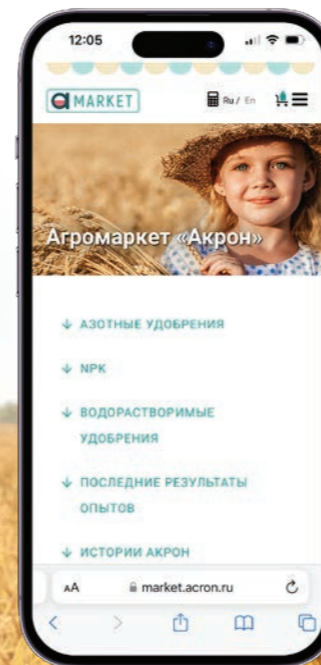 12:05
MARKET
Ru / En
Агромаркет «Акрон»
АЗОТНЫЕ УДОБРЕНИЯ
NPK
ВОДОРАСТВОРИМЫЕ
УДОБРЕНИЯ
ПОСЛЕДНИЕ РЕЗУЛЬТАТЫ
ОПЫТОВ
ИСТОРИИ АКРОН
AA market.acron.ru